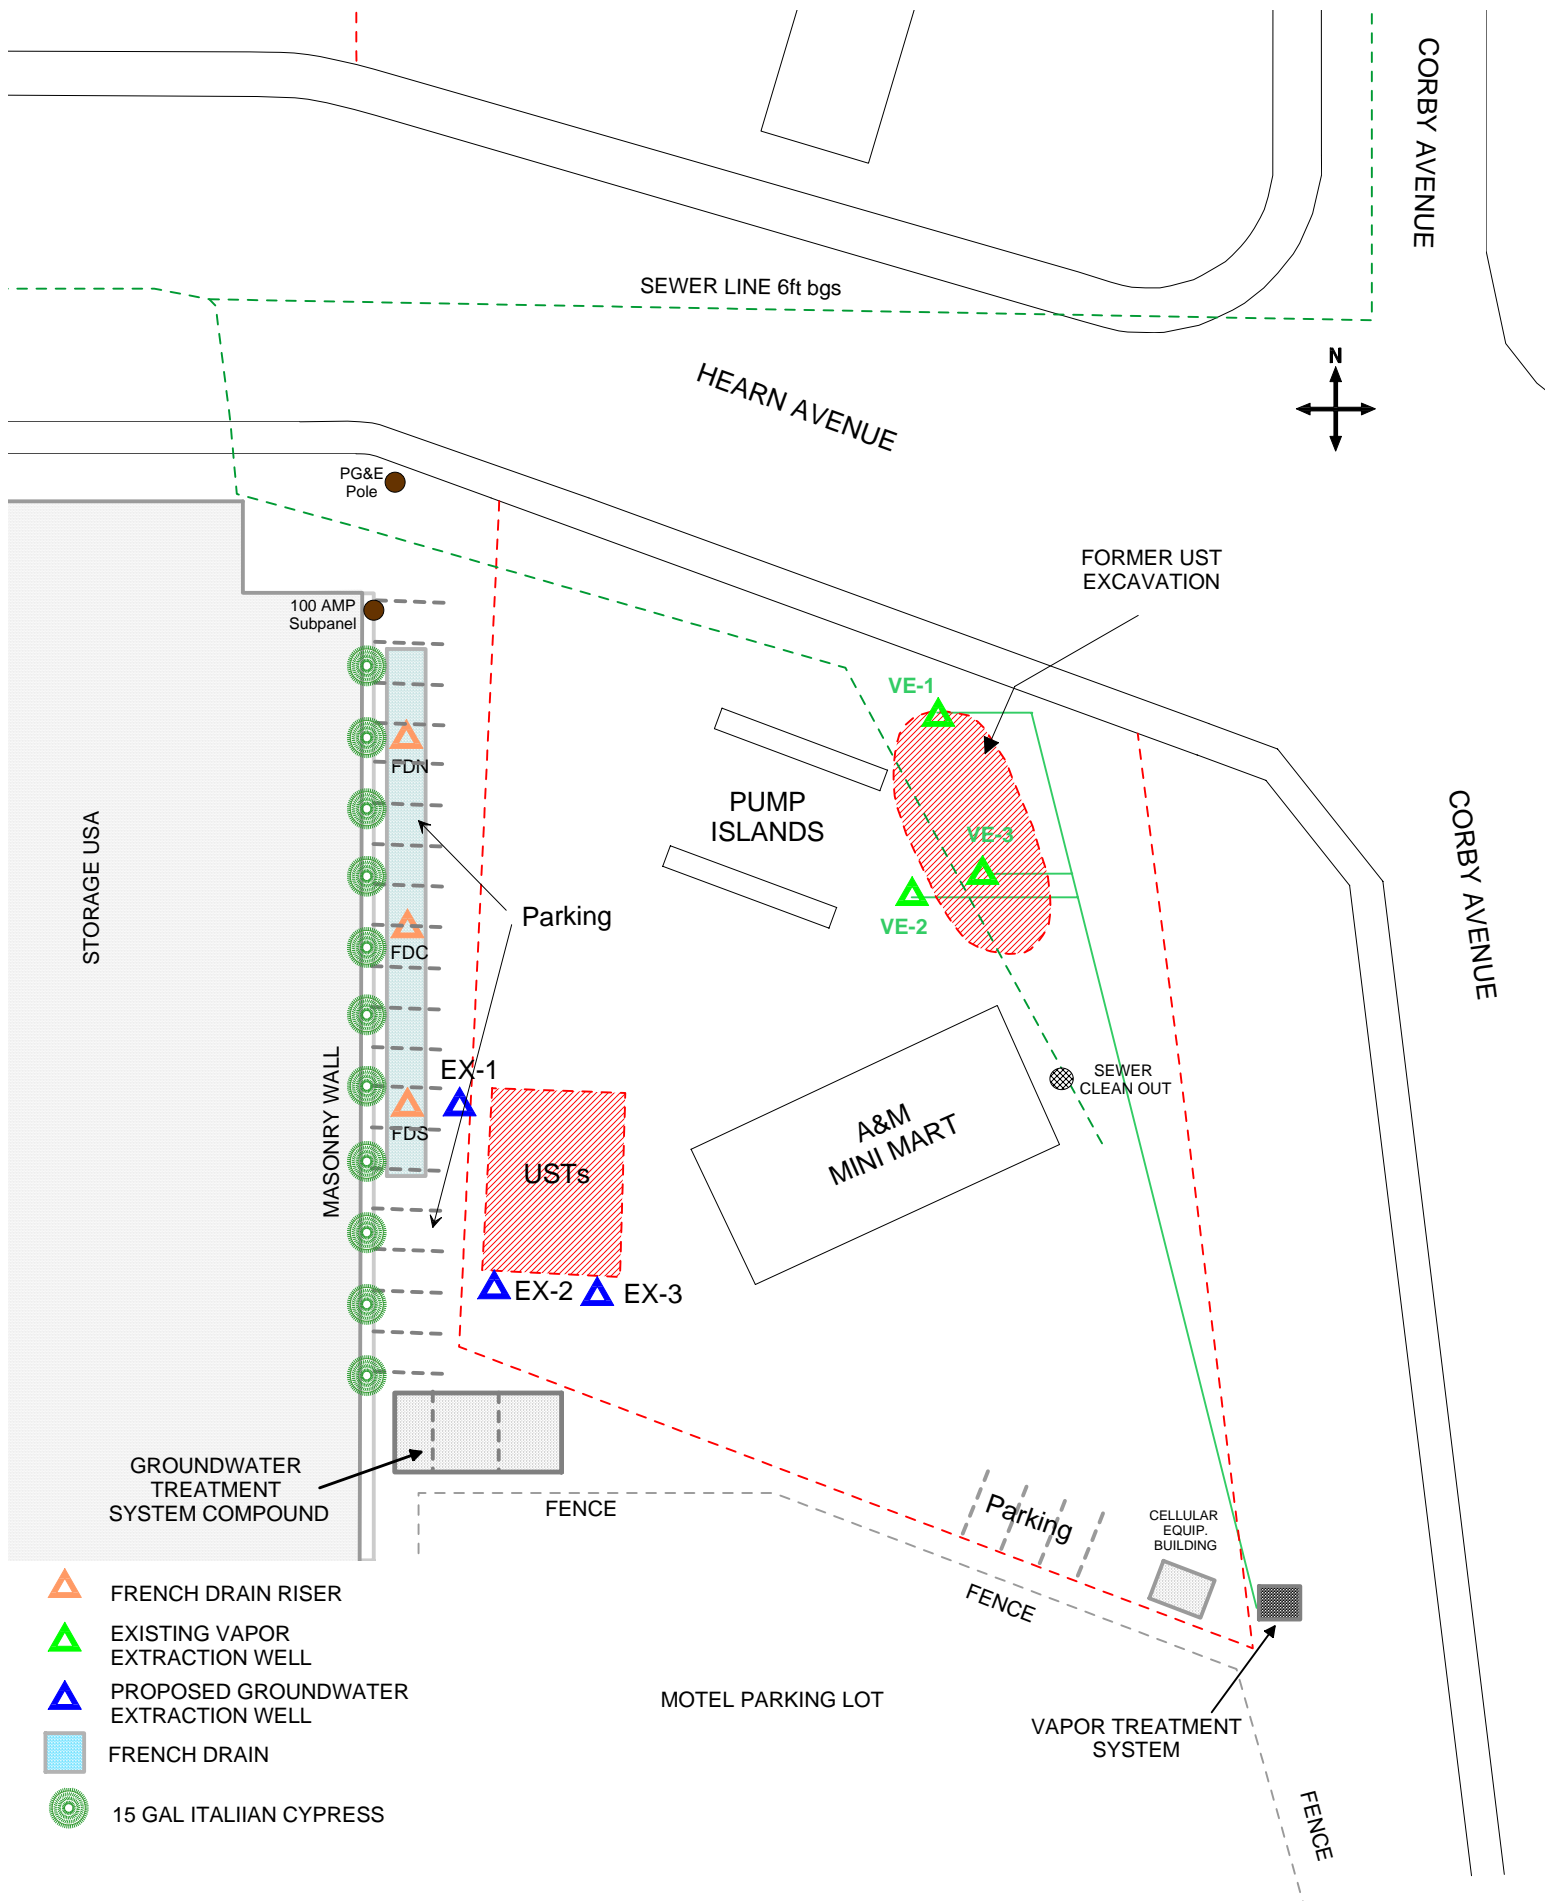 CORBY AVENUE
SEWER LINE 6ft bgs
N
HEARN AVENUE
PG&E
Pole
FORMER UST
EXCAVATION
100 AMP
Subpanel
VE-1
FDN
PUMP
ISLANDS
VE-3
CORBY AVENUE
STORAGE USA
Parking
VE-2
FDC
EX-1
SEWER
CLEAN OUT
MASONRY WALL
FDS
A&M
MINI MART
USTs
EX-2
EX-3
GROUNDWATER
TREATMENT
SYSTEM COMPOUND
FENCE
Parking
CELLULAR
EQUIP.
BUILDING
FENCE
FRENCH DRAIN RISER
EXISTING VAPOR
EXTRACTION WELL
PROPOSED GROUNDWATER
EXTRACTION WELL
MOTEL PARKING LOT
VAPOR TREATMENT
SYSTEM
FRENCH DRAIN
15 GAL ITALIIAN CYPRESS
FENCE